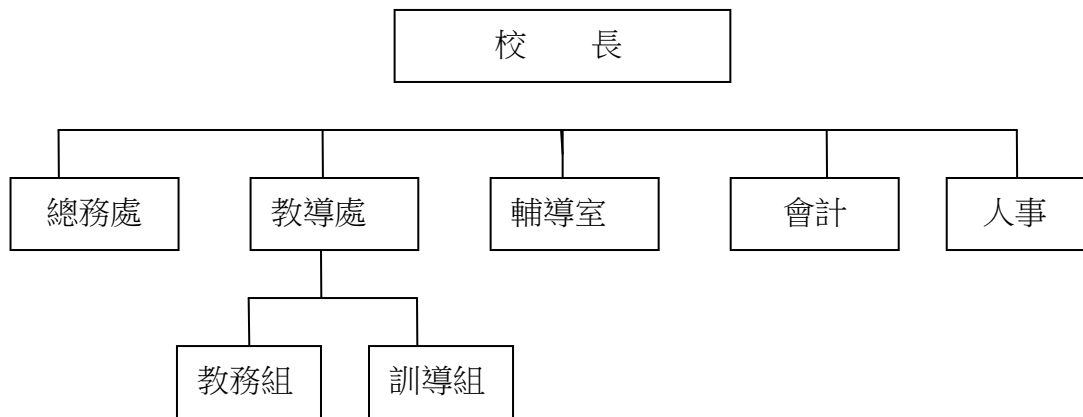 校 長
總務處 教導處 輔導室 會計 人事
教務組 訓導組